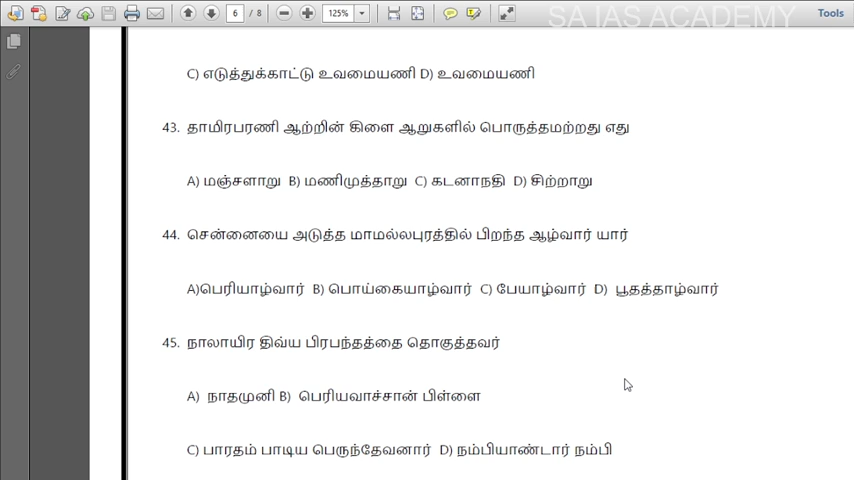 SA IAS ACADEMY
6 / 8 125% Tools
C) எடுத்துக்காட்டு உவமையணி D) உவமையணி
43. தாமிரபரணி ஆற்றின் கிளை ஆறுகளில் பொருத்தமற்றது எது
A) மஞ்சளாறு B) மணிமுத்தாறு C) கடனாநதி D) சிற்றாறு
44. சென்னையை அடுத்த மாமல்லபுரத்தில் பிறந்த ஆழ்வார் யார்
A)பெரியாழ்வார் B) பொய்கையாழ்வார் C) பேயாழ்வார் D) பூதத்தாழ்வார்
45. நாலாயிர திவ்ய பிரபந்தத்தை தொகுத்தவர்
A) நாதமுனி B) பெரியவாச்சான் பிள்ளை
C) பாரதம் பாடிய பெருந்தேவனார் D) நம்பியாண்டார் நம்பி